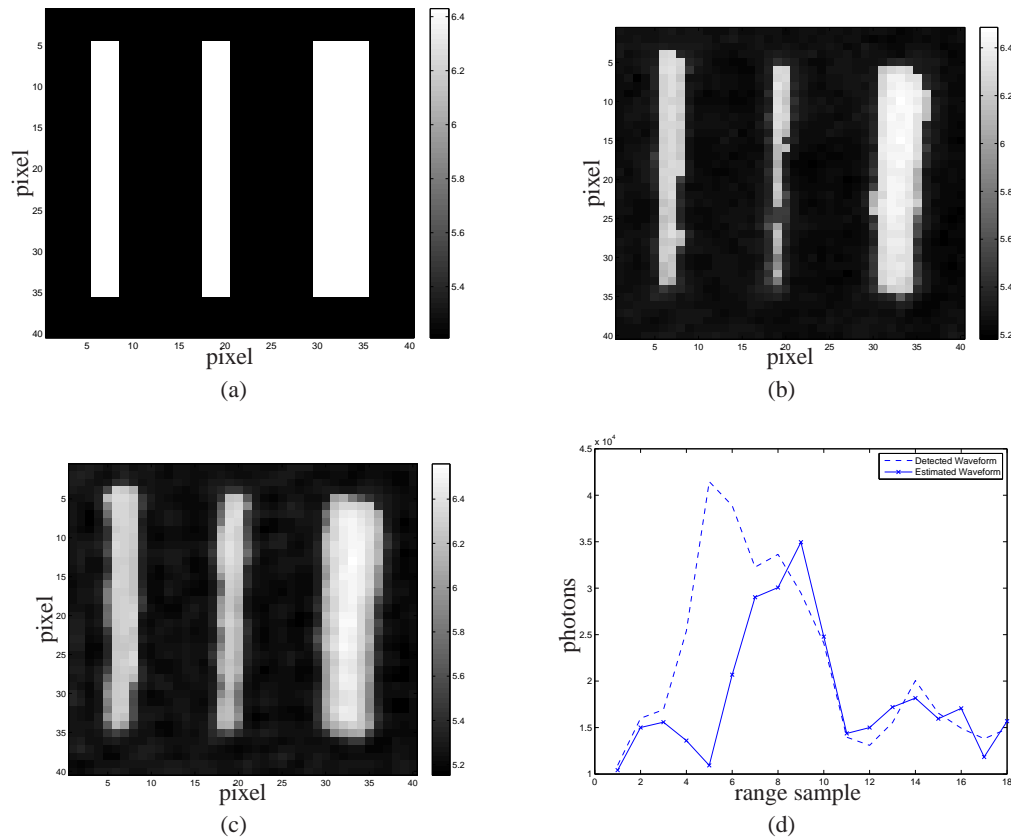 6.4
6.2
6
5.8
5.6
5.4
5
10
15
20
25
30
35
40
pixel
5 10 15 20 25 30 35 40
pixel
(a)
6.4
6.2
6
5.8
5.6
5.4
5.2
5
10
15
20
25
30
35
40
pixel
5 10 15 20 25 30 35 40
pixel
(b)
6.4
6.2
6
5.8
5.6
5.4
5.2
5
10
15
20
25
30
35
40
pixel
5 10 15 20 25 30 35 40
pixel
(c)
x 10^4
4.5
4
3.5
3
2.5
2
1.5
1
photons
Detected Waveform
Estimated Waveform
0 2 4 6 8 10 12 14 16 18
range sample
(d)